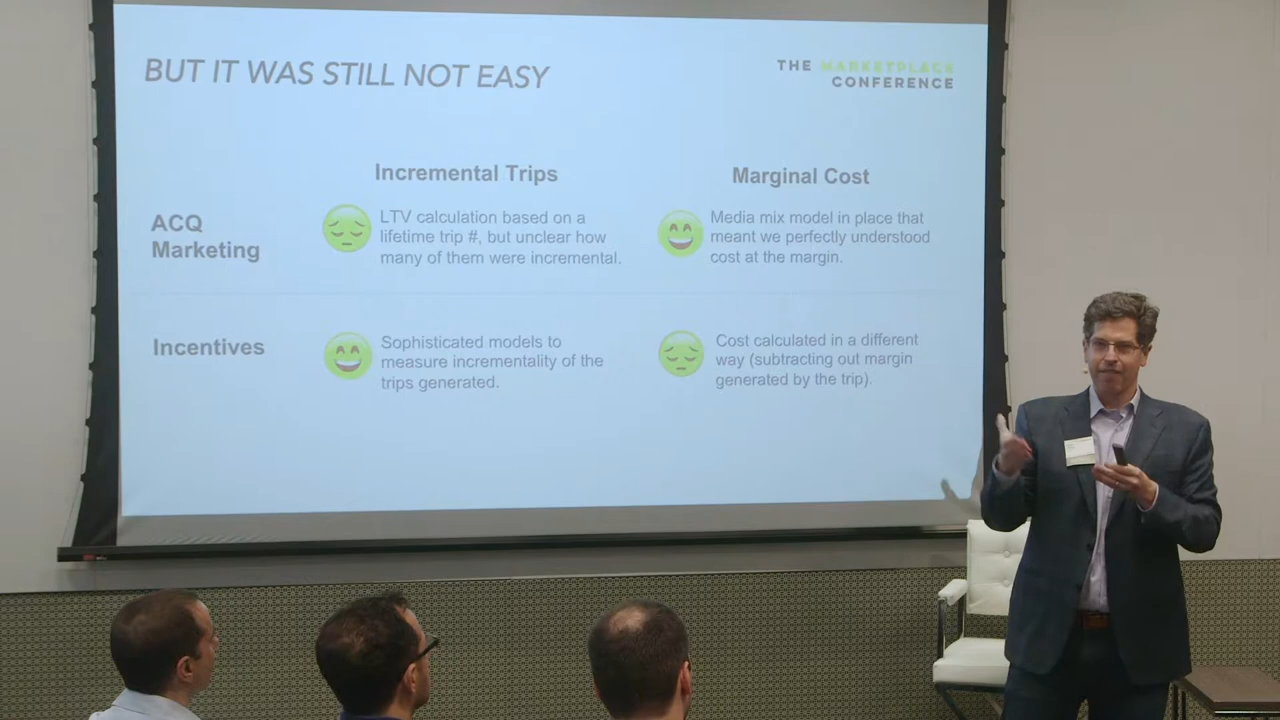 BUT IT WAS STILL NOT EASY
THE MARKETPLACE
CONFERENCE
Incremental Trips
Marginal Cost
ACQ
Marketing
LTV calculation based on a
lifetime trip #, but unclear how
many of them were incremental.
Media mix model in place that
meant we perfectly understood
cost at the margin.
Incentives
Sophisticated models to
measure incrementality of the
trips generated.
Cost calculated in a different
way (subtracting out margin
generated by the trip).